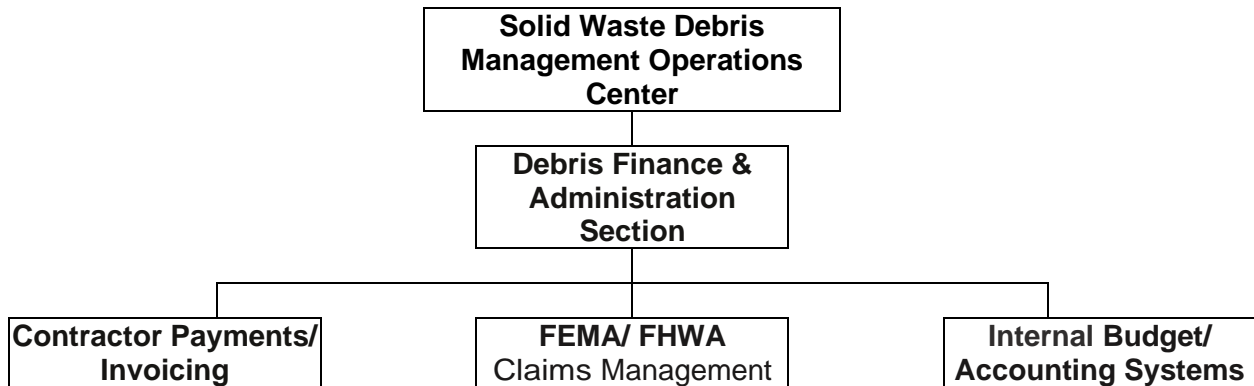 Solid Waste Debris
Management Operations
Center
Debris Finance &
Administration
Section
Contractor Payments/
Invoicing
FEMA/ FHWA
Claims Management
Internal Budget/
Accounting Systems